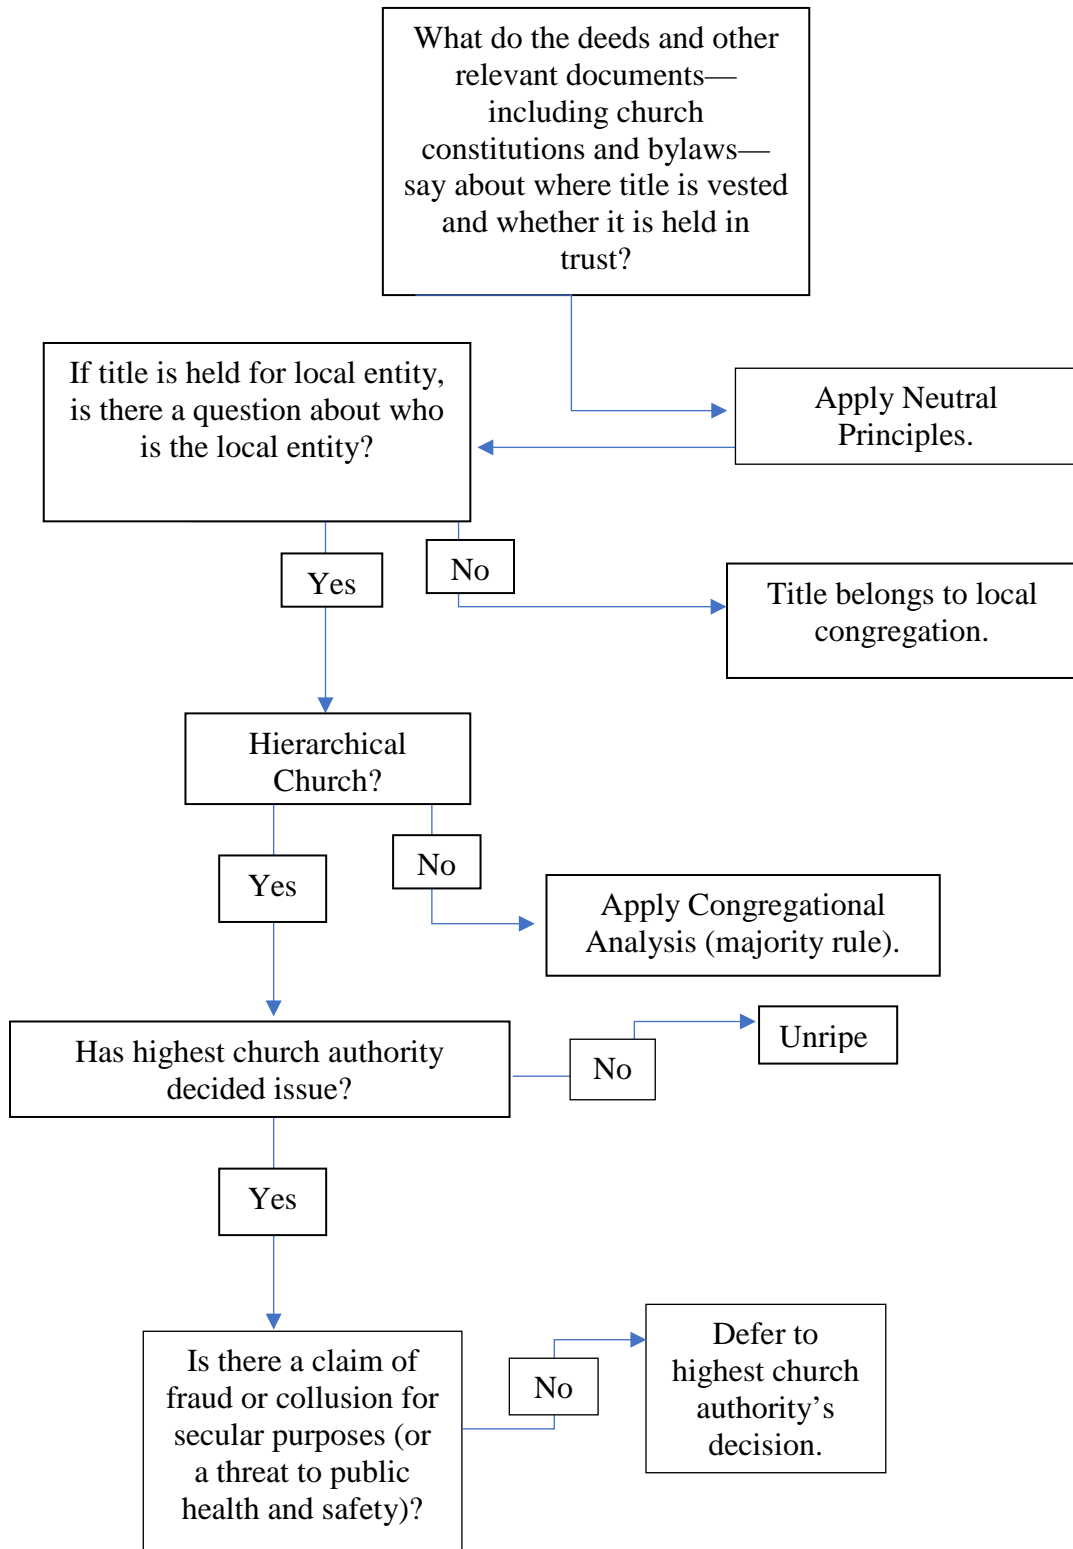 What do the deeds and other
relevant documents—
including church
constitutions and bylaws—
say about where title is vested
and whether it is held in
trust?
Apply Neutral
Principles.
If title is held for local entity,
is there a question about who
is the local entity?
Yes
No
Title belongs to local
congregation.
Hierarchical
Church?
Yes
No
Apply Congregational
Analysis (majority rule).
Has highest church authority
decided issue?
No
Unripe
Yes
Is there a claim of
fraud or collusion for
secular purposes (or
a threat to public
health and safety)?
No
Defer to
highest church
authority’s
decision.